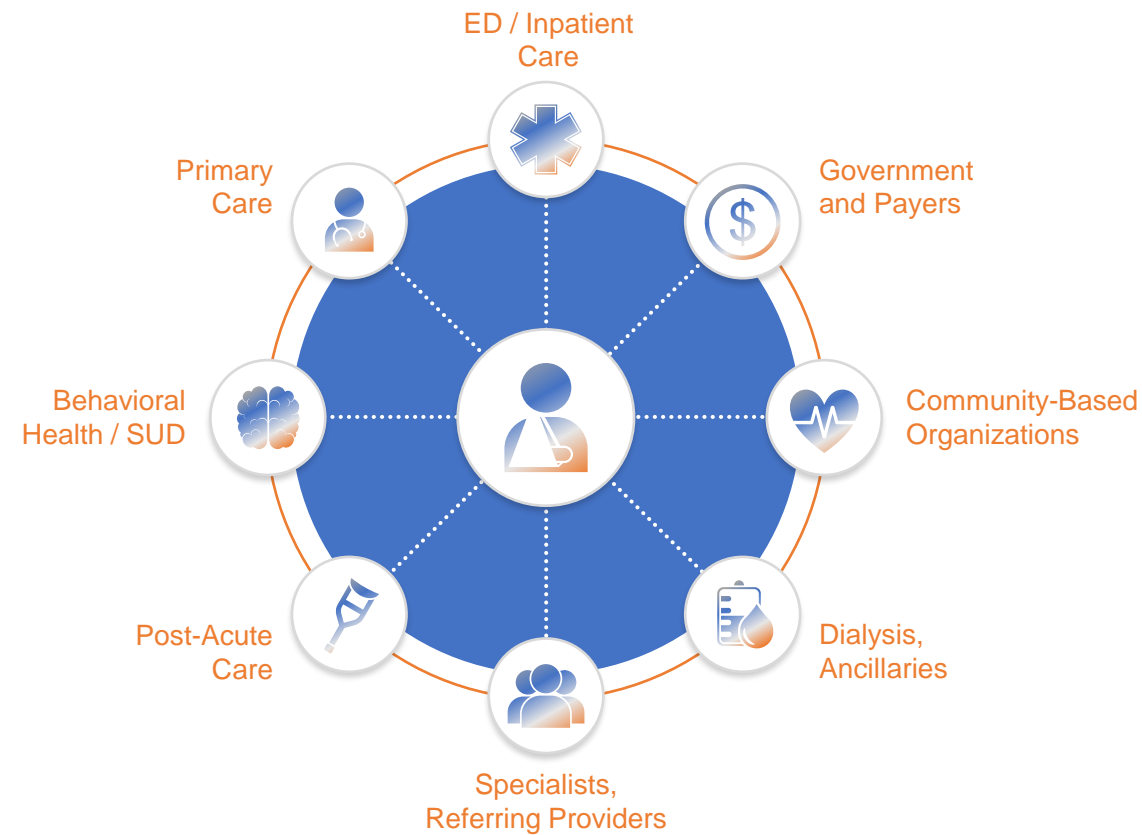 ED / Inpatient
Care
Government
and Payers
Community-Based
Organizations
Dialysis,
Ancillaries
Specialists,
Referring Providers
Post-Acute
Care
Behavioral
Health / SUD
Primary
Care
$